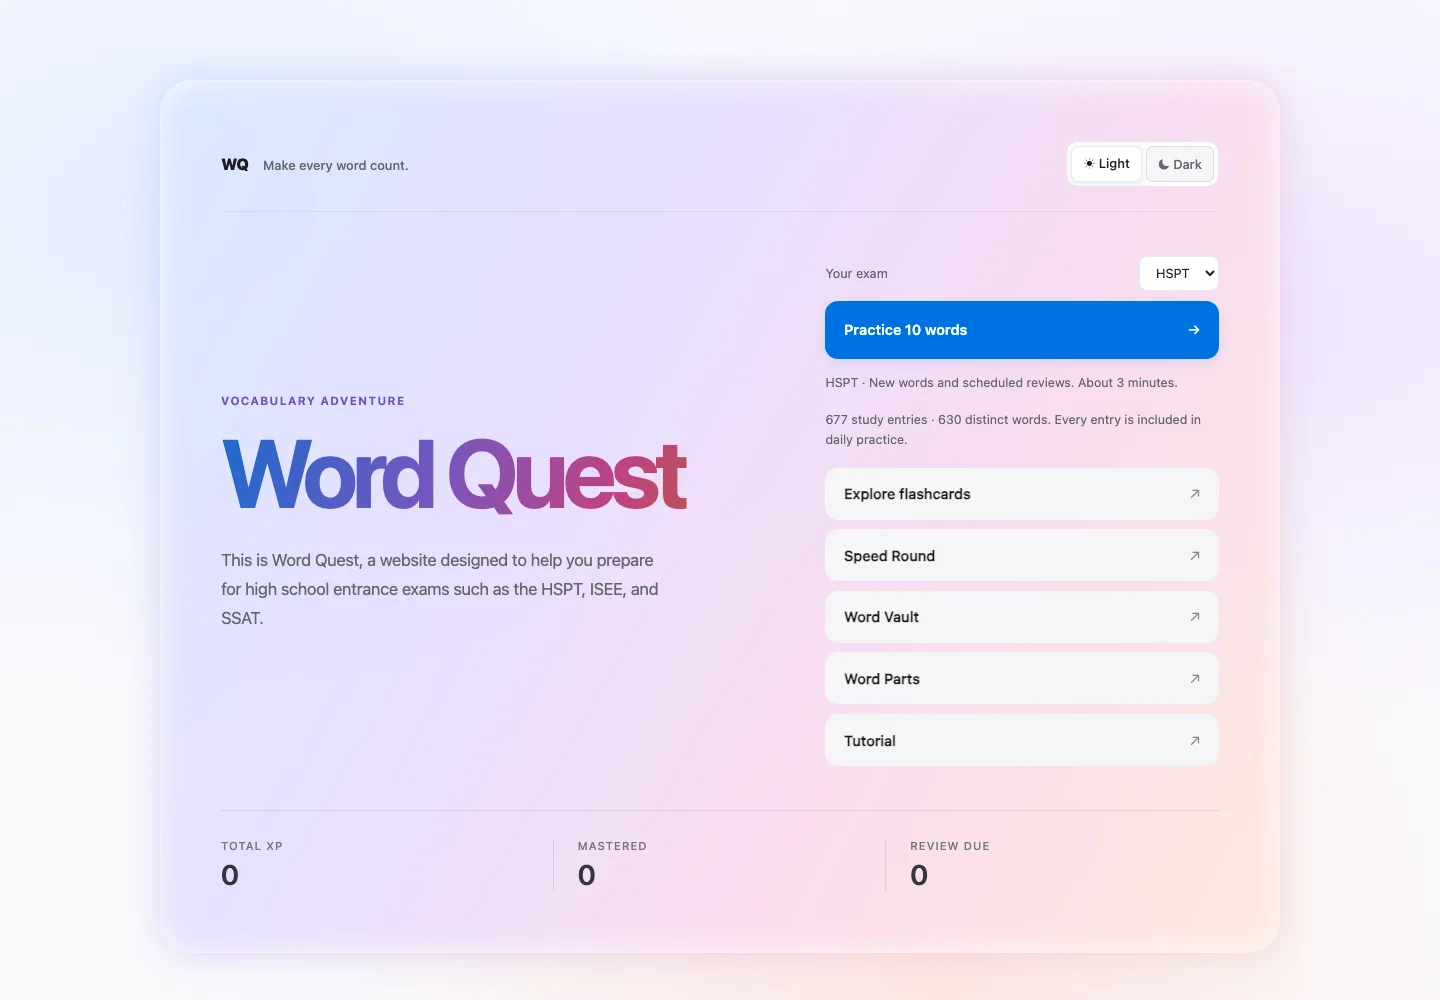 WQ Make every word count.
Light Dark
Your exam HSPT
Practice 10 words
HSPT · New words and scheduled reviews. About 3 minutes.
677 study entries · 630 distinct words. Every entry is included in
daily practice.
VOCABULARY ADVENTURE
Word Quest
This is Word Quest, a website designed to help you prepare
for high school entrance exams such as the HSPT, ISEE, and
SSAT.
Explore flashcards
Speed Round
Word Vault
Word Parts
Tutorial
TOTAL XP
0
MASTERED
0
REVIEW DUE
0